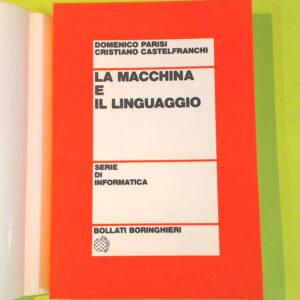 DOMENICO PARISI
CRISTIANO CASTELFRANCHI
LA MACCHINA
E
IL LINGUAGGIO
SERIE
DI
INFORMATICA
BOLLATI BORINGHIERI